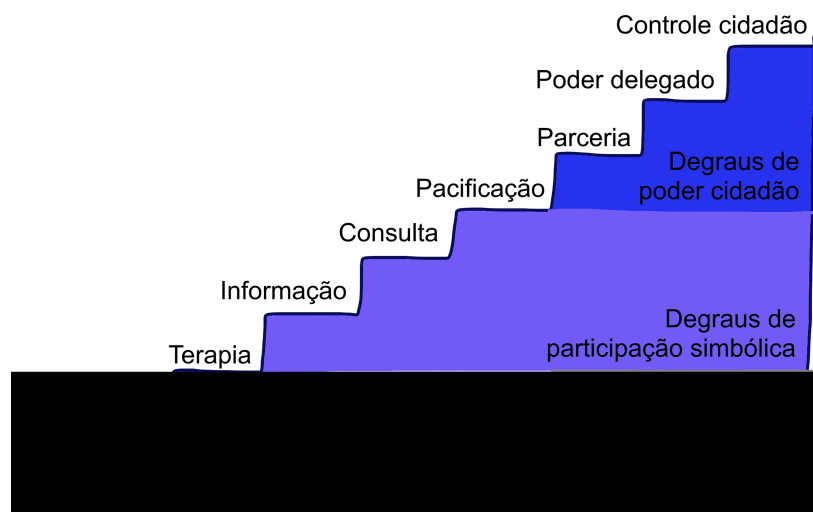 Controle cidadão
Poder delegado
Parceria
Degraus de
poder cidadão
Pacificação
Consulta
Informação
Degraus de
participação simbólica
Terapia